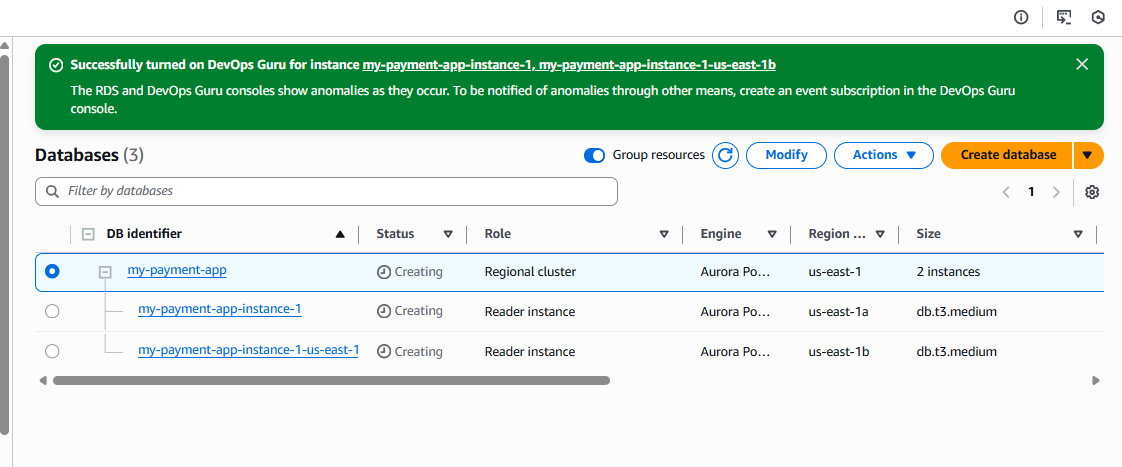 Successfully turned on DevOps Guru for instance my-payment-app-instance-1, my-payment-app-instance-1-us-east-1b
The RDS and DevOps Guru consoles show anomalies as they occur. To be notified of anomalies through other means, create an event subscription in the DevOps Guru
console.
Databases (3) Group resources Modify Actions Create database
Filter by databases 1
DB identifier Status Role Engine Region ... Size
my-payment-app Creating Regional cluster Aurora Po... us-east-1 2 instances
my-payment-app-instance-1 Creating Reader instance Aurora Po... us-east-1a db.t3.medium
my-payment-app-instance-1-us-east-1 Creating Reader instance Aurora Po... us-east-1b db.t3.medium